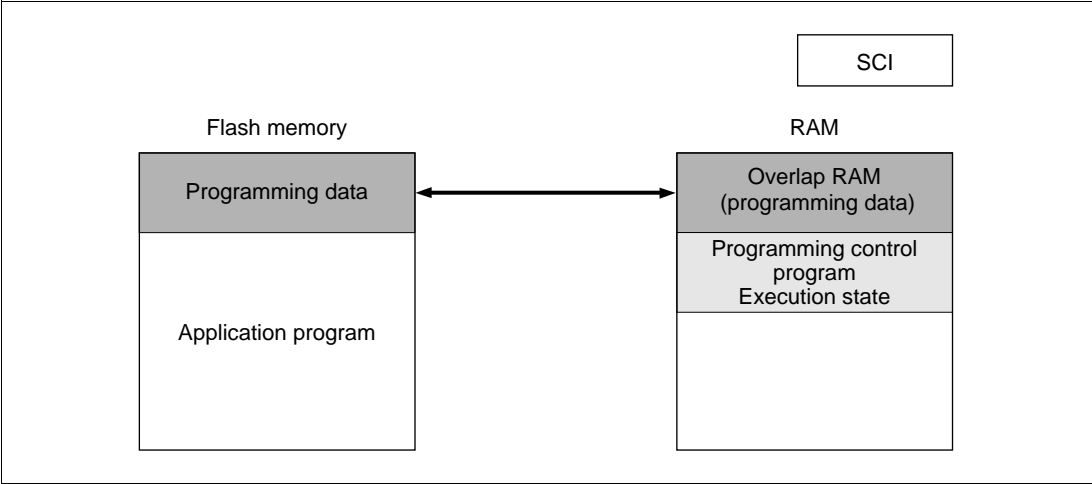 SCI
Flash memory
RAM
Programming data
Overlap RAM
(programming data)
Programming control
program
Execution state
Application program